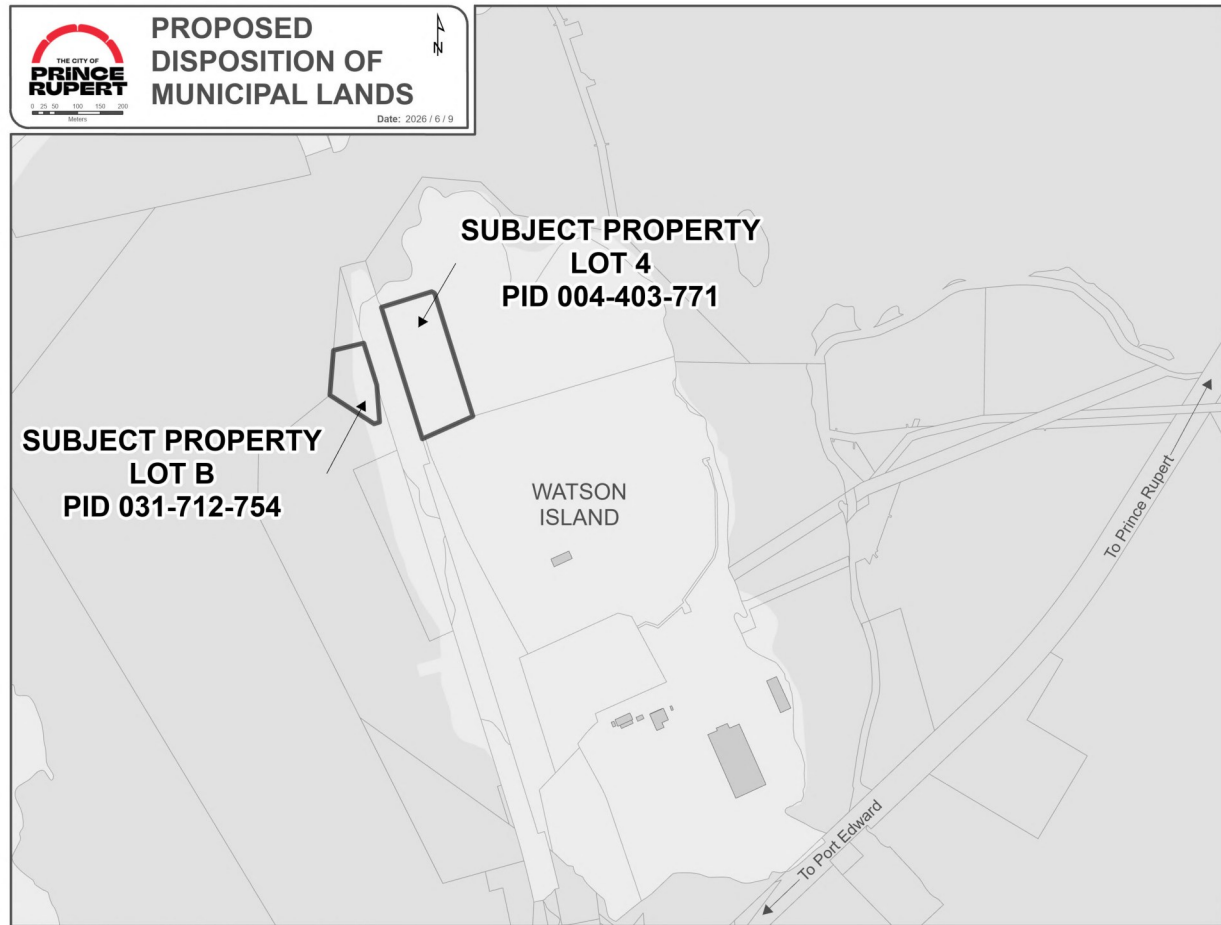 THE CITY OF
PRINCE
RUPERT
0 25 50 100 150 200
Meters
PROPOSED
DISPOSITION OF
MUNICIPAL LANDS
N
Date: 2026 / 6 / 9
SUBJECT PROPERTY
LOT 4
PID 004-403-771
SUBJECT PROPERTY
LOT B
PID 031-712-754
WATSON
ISLAND
To Prince Rupert
To Port Edward